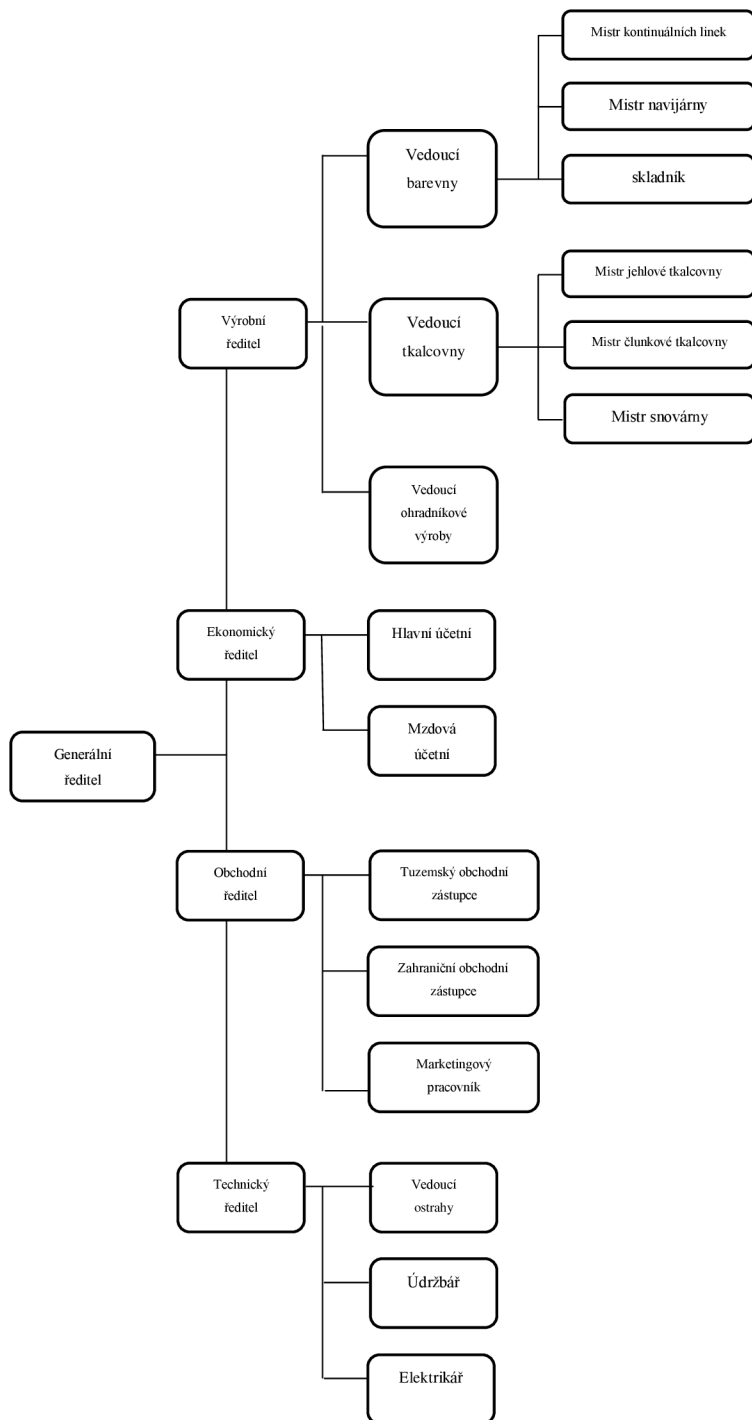 Mistr kontinuálních linek
Mistr navijárny
Vedoucí
barevny
skladník
Mistr jehlové tkalcovny
Výrobní
ředitel
Vedoucí
tkalcovny
Mistr člunkové tkalcovny
Mistr snovárny
Vedoucí
ohradníkové
výroby
Ekonomický
ředitel
Hlavní účetní
Mzdová
účetní
Generální
ředitel
Obchodní
ředitel
Tuzemský obchodní
zástupce
Zahraniční obchodní
zástupce
Marketingový
pracovník
Technický
ředitel
Vedoucí
ostrahy
Údržbář
Elektrikář